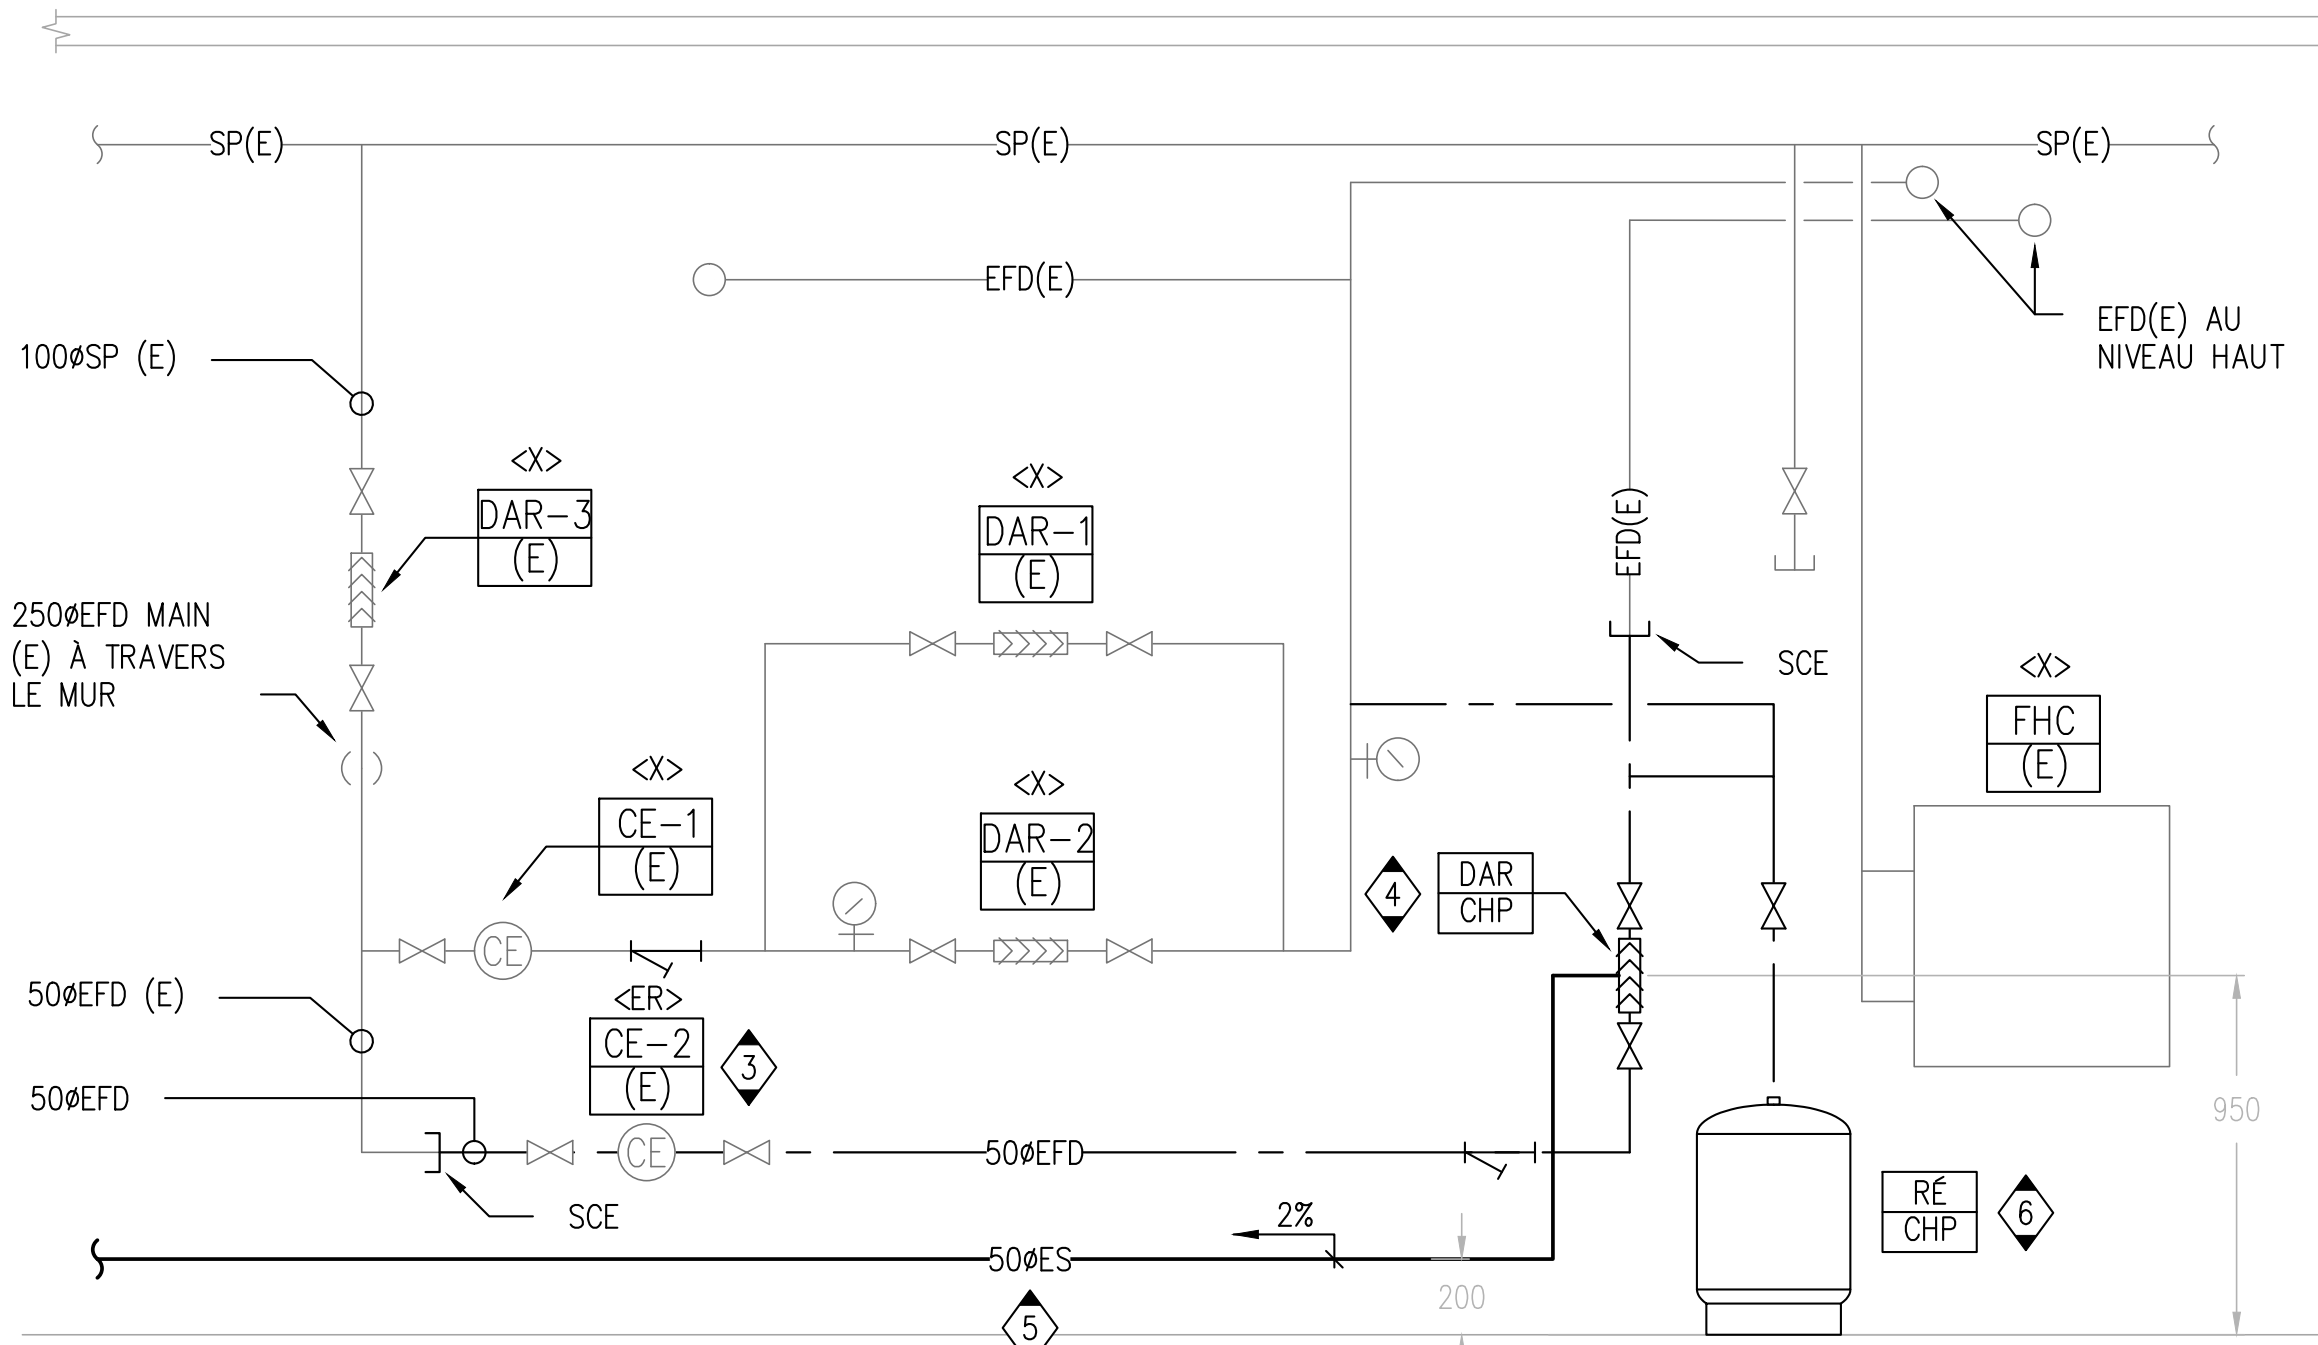 SP(E)
SP(E)
SP(E)
EFD(E)
EFD(E) AU
NIVEAU HAUT
100øSP (E)
<X>
DAR-3
(E)
<X>
DAR-1
(E)
EFD(E)
250øEFD MAIN
(E) À TRAVERS
LE MUR
SCE
<X>
FHC
(E)
<X>
CE-1
(E)
<X>
DAR-2
(E)
4
DAR
CHP
CE
50øEFD (E)
<ER>
CE-2
(E)
3
50øEFD
950
CE
50øEFD
SCE
RÉ
CHP
6
2%
50øES
200
5